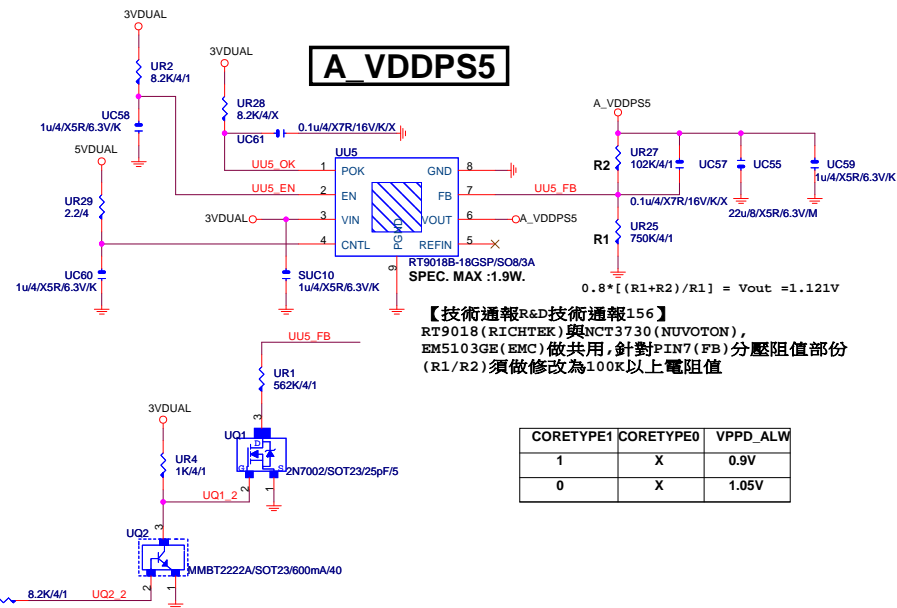 3VDUAL
UR2
8.2K/4/1
UC58
1u/4/X5R/6.3V/K
5VDUAL
UR29
2.2/4
UC60
1u/4/X5R/6.3V/K
3VDUAL
UR28
8.2K/4/X
0.1u/4/X7R/16V/K/X
UC61
A_VDDPS5
UU5
UU5_OK
1
POK
UU5_EN
2
EN
3VDUAL
3
VIN
4
CNTL
GND
8
FB
7
UU5_FB
VOUT
6
A_VDDPS5
REFIN
5
PGND
9
RT9018B-18GSP/SO8/3A
SPEC. MAX :1.9W.
SUC10
1u/4/X5R/6.3V/K
A_VDDPS5
R2
UR27
102K/4/1
UC57
UC55
UC59
1u/4/X5R/6.3V/K
0.1u/4/X7R/16V/K/X
22u/8/X5R/6.3V/M
R1
UR25
750K/4/1
0.8*[(R1+R2)/R1] = Vout =1.121V
【技術通報R&D技術通報156】
RT9018(RICHTEK)與NCT3730(NUVOTON),
EM5103GE(EMC)做共用,針對PIN7(FB)分壓阻值部份
(R1/R2)須做修改為100K以上電阻值
UU5_FB
UR1
562K/4/1
3
UQ1
D
G
S
2N7002/SOT23/25pF/5
2
1
3VDUAL
UR4
1K/4/1
UQ1_2
3
UQ2
MMBT2222A/SOT23/600mA/40
2
1
8.2K/4/1
UQ2_2
CORETYPE1 CORETYPE0 VPPD_ALW
1 X 0.9V
0 X 1.05V